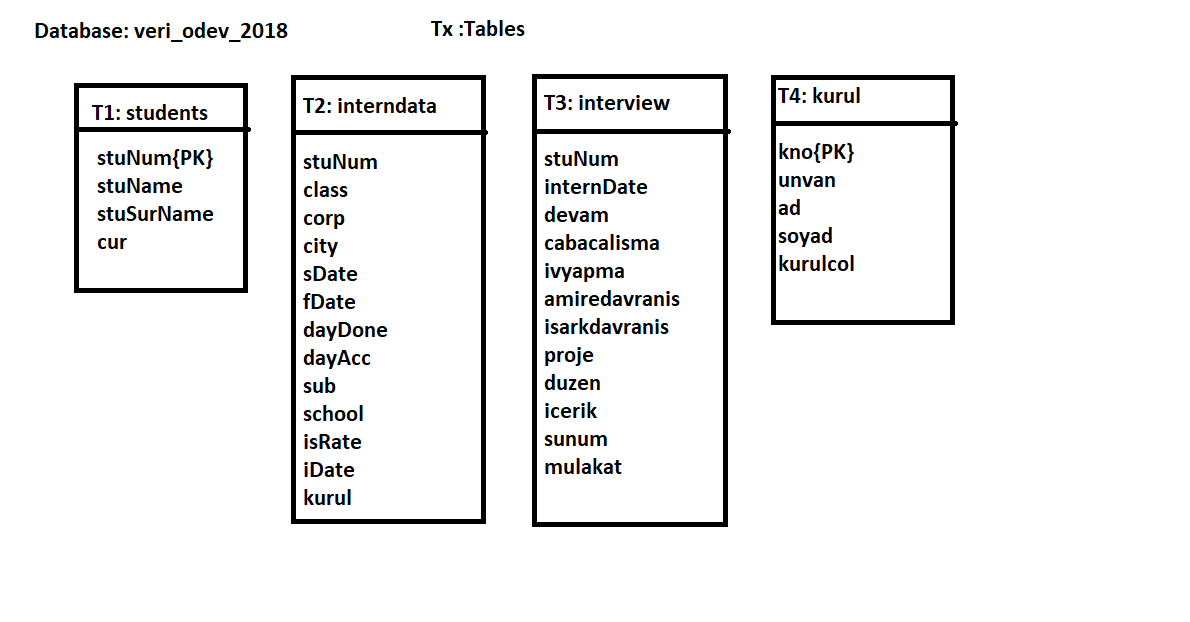 Database: veri_odev_2018
Tx :Tables
T1: students
stuNum{PK}
stuName
stuSurName
cur
T2: interndata
stuNum
class
corp
city
sDate
fDate
dayDone
dayAcc
sub
school
isRate
iDate
kurul
T3: interview
stuNum
internDate
devam
cabacalisma
ivyapma
amiredavranis
isarkdavranis
proje
duzen
icerik
sunum
mulakat
T4: kurul
kno{PK}
unvan
ad
soyad
kurulcol